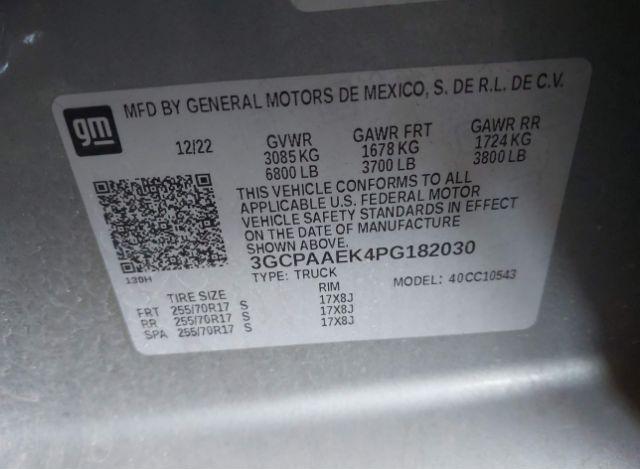 gm
MFD BY GENERAL MOTORS DE MEXICO, S. DE R.L. DE C.V.
12/22 GVWR GAWR FRT GAWR RR
3085 KG 1678 KG 1724 KG
6800 LB 3700 LB 3800 LB
THIS VEHICLE CONFORMS TO ALL
APPLICABLE U.S. FEDERAL MOTOR
VEHICLE SAFETY STANDARDS IN EFFECT
ON THE DATE OF MANUFACTURE
SHOWN ABOVE.
3GCPAAEK4PG182030
130H TYPE: TRUCK MODEL: 40CC10543
TIRE SIZE RIM
FRT 255/70R17 S 17X8J
RR 255/70R17 S 17X8J
SPA 255/70R17 S 17X8J